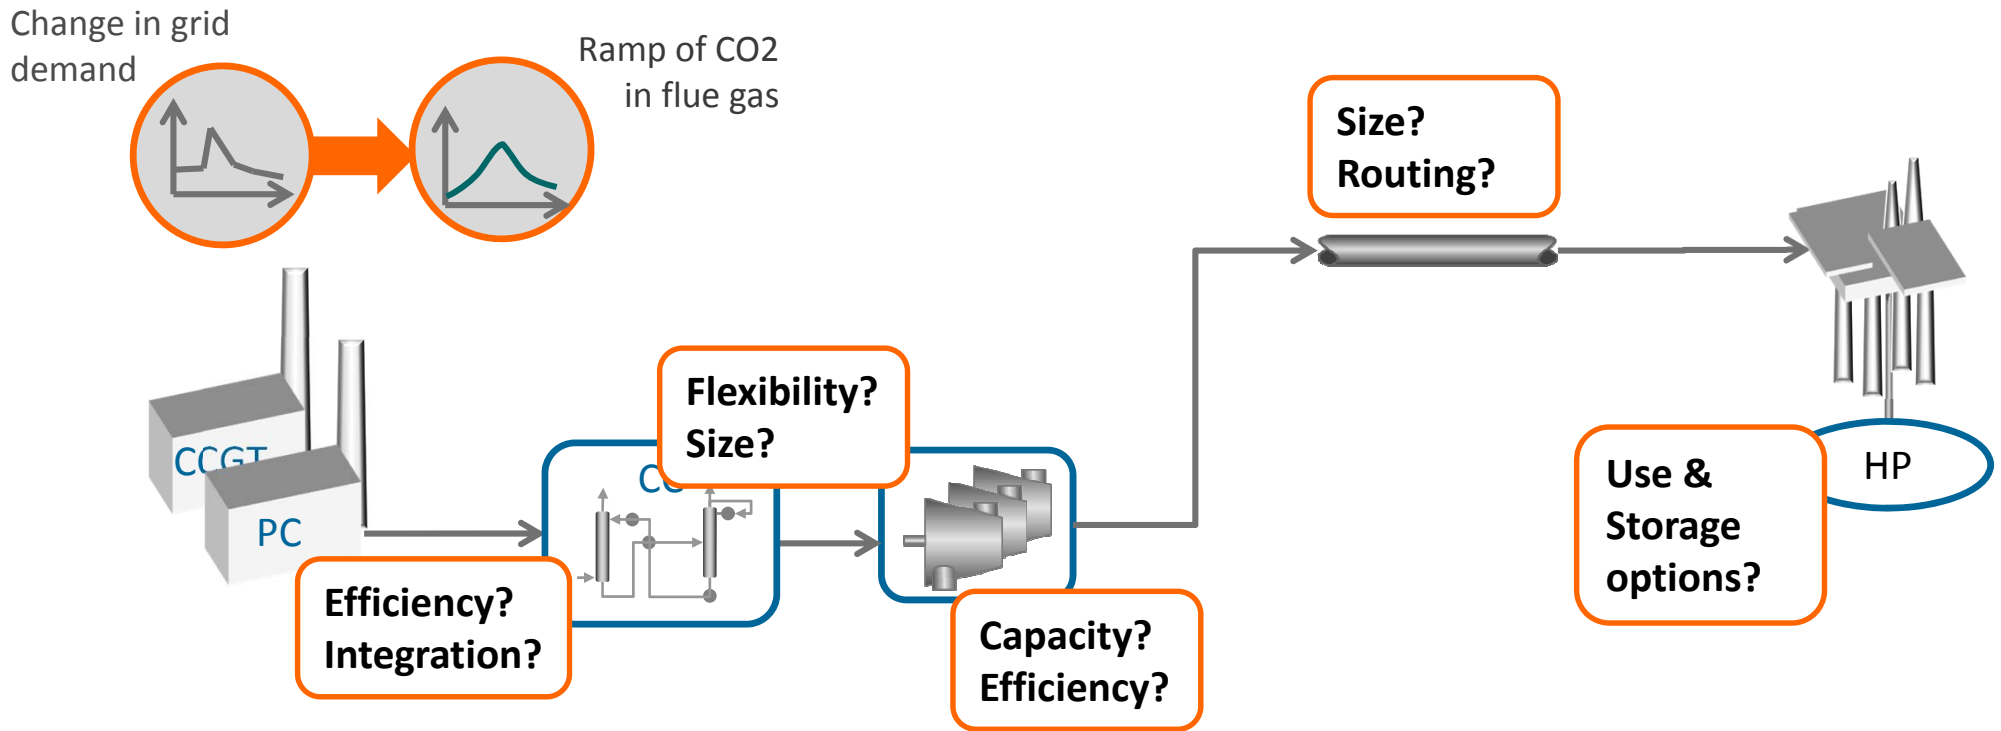 Change in grid
demand
Ramp of CO2
in flue gas
Size?
Routing?
Flexibility?
Size?
CCGT
PC
HP
Use &
Storage
options?
Efficiency?
Integration?
Capacity?
Efficiency?